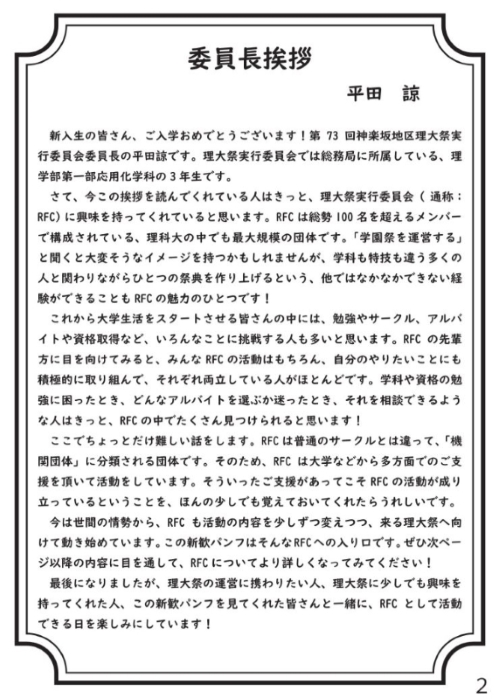 委員長挨拶
平田 諒
新入生の皆さん、ご入学おめでとうございます！第 73 回神楽坂地区理大祭実
行委員会委員長の平田諒です。理大祭実行委員会では総務局に所属している、理
学部第一部応用化学科の３年生です。
さて、今この挨拶を読んでくれている人はきっと、理大祭実行委員会（通称：
RFC）に興味を持ってくれていると思います。RFC は総勢 100 名を超えるメンバー
で構成されている、理科大の中でも最大規模の団体です。「学園祭を運営する」
と聞くと大変そうなイメージを持つかもしれませんが、学科も特技も違う多くの
人と関わりながらひとつの祭典を作り上げるという、他ではなかなかできない経
験ができることも RFC の魅力のひとつです！
これから大学生活をスタートさせる皆さんの中には、勉強やサークル、アルバ
イトや資格取得など、いろんなことに挑戦する人も多いと思います。RFC の先輩
方に目を向けてみると、みんな RFC の活動はもちろん、自分のやりたいことにも
積極的に取り組んで、それぞれ両立している人がほとんどです。学科や資格の勉
強に困ったとき、どんなアルバイトを選ぶか迷ったとき、それを相談できるよう
な人はきっと、RFC の中でたくさん見つけられると思います！
ここでちょっとだけ難しい話をします。RFC は普通のサークルとは違って、「機
関団体」に分類される団体です。そのため、RFC は大学などから多方面でのご支
援を頂いて活動をしています。そういったご支援があってこそ RFC の活動が成り
立っているということを、ほんの少しでも覚えておいてくれたらうれしいです。
今は世間の情勢から、RFC も活動の内容を少しずつ変えつつ、来る理大祭へ向
けて動き始めています。この新歓パンフはそんな RFC への入り口です。ぜひ次ペー
ジ以降の内容に目を通して、RFC についてより詳しくなってみてください！
最後になりましたが、理大祭の運営に携わりたい人、理大祭に少しでも興味を
持ってくれた人、この新歓パンフを見てくれた皆さんと一緒に、RFC として活動
できる日を楽しみにしています！
2